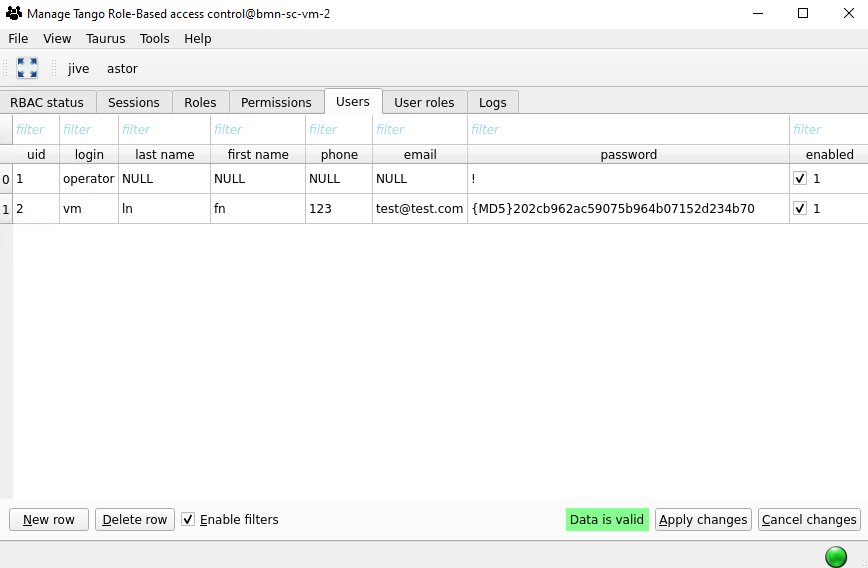 Manage Tango Role-Based access control@bmn-sc-vm-2
File View Taurus Tools Help
jive astor
RBAC status Sessions Roles Permissions Users User roles Logs
filter filter filter filter filter filter filter filter
uid login last name first name phone email password enabled
0 1 operator NULL NULL NULL NULL ! 1
1 2 vm ln fn 123 test@test.com {MD5}202cb962ac59075b964b07152d234b70 1
New row Delete row Enable filters Data is valid Apply changes Cancel changes